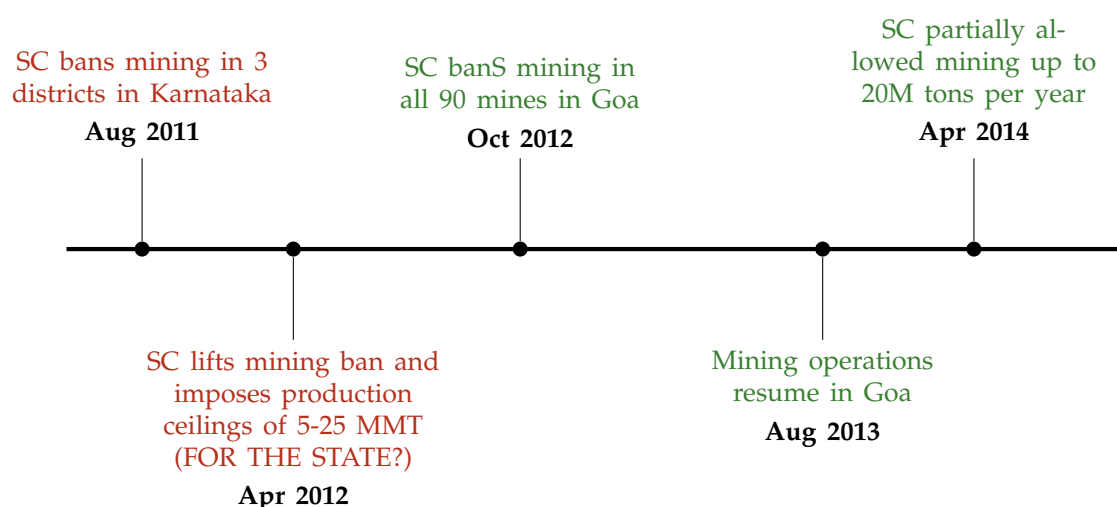 SC bans mining in 3
districts in Karnataka
Aug 2011
SC banS mining in
all 90 mines in Goa
Oct 2012
SC partially al-
lowed mining up to
20M tons per year
Apr 2014
SC lifts mining ban and
imposes production
ceilings of 5-25 MMT
(FOR THE STATE?)
Apr 2012
Mining operations
resume in Goa
Aug 2013